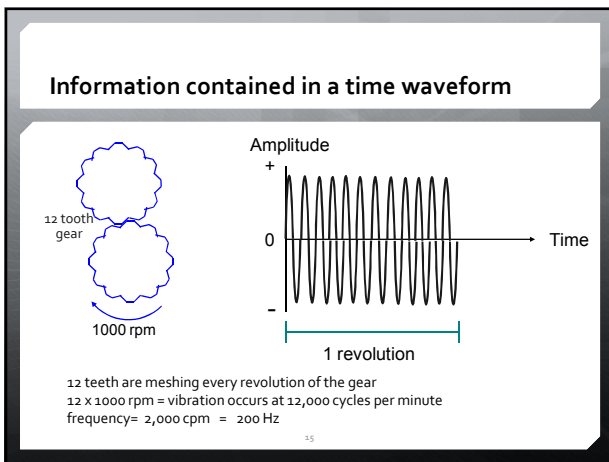 Information contained in a time waveform
Amplitude
+
12 tooth
gear
0
Time
-
1000 rpm
1 revolution
12 teeth are meshing every revolution of the gear
12 x 1000 rpm = vibration occurs at 12,000 cycles per minute
frequency= 2,000 cpm = 200 Hz
15